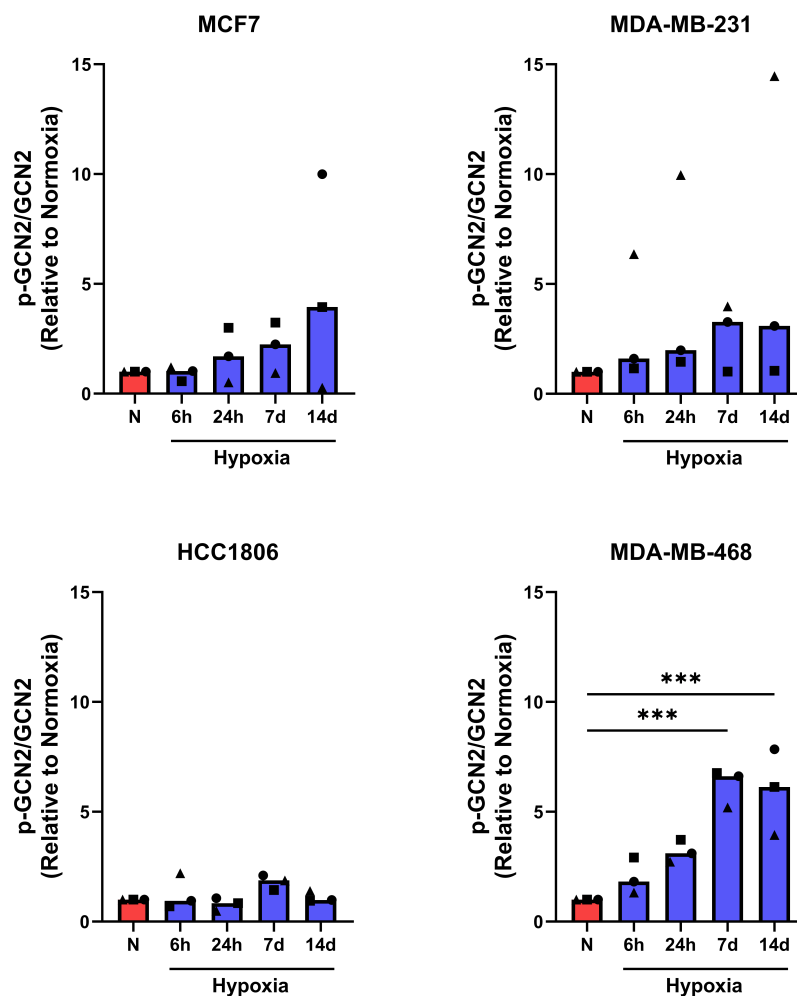 MCF7
p-GCN2/GCN2
(Relative to Normoxia)
15
10
5
0
N 6h 24h 7d 14d
Hypoxia
MDA-MB-231
p-GCN2/GCN2
(Relative to Normoxia)
15
10
5
0
N 6h 24h 7d 14d
Hypoxia
HCC1806
p-GCN2/GCN2
(Relative to Normoxia)
15
10
5
0
N 6h 24h 7d 14d
Hypoxia
MDA-MB-468
p-GCN2/GCN2
(Relative to Normoxia)
15
10
5
0
***
***
N 6h 24h 7d 14d
Hypoxia